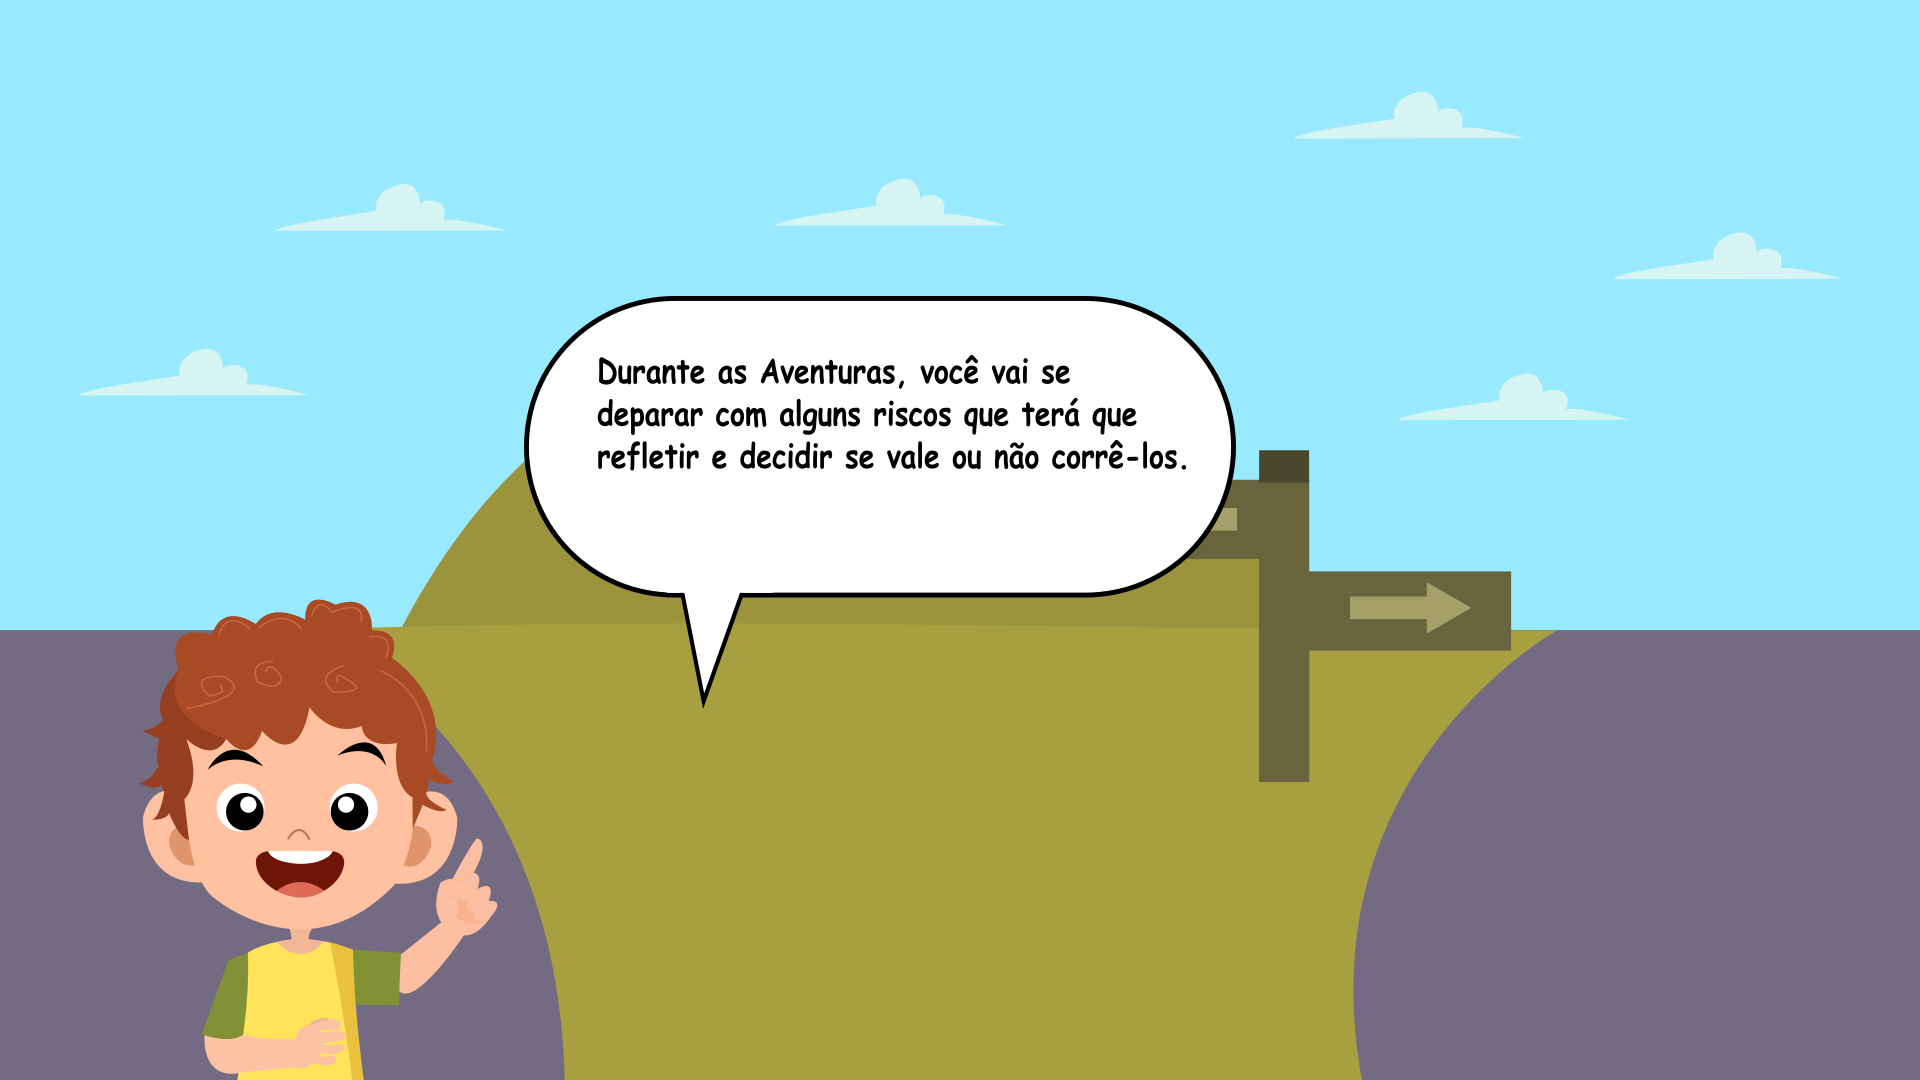 Durante as Aventuras, você vai se
deparar com alguns riscos que terá que
refletir e decidir se vale ou não corrê-los.